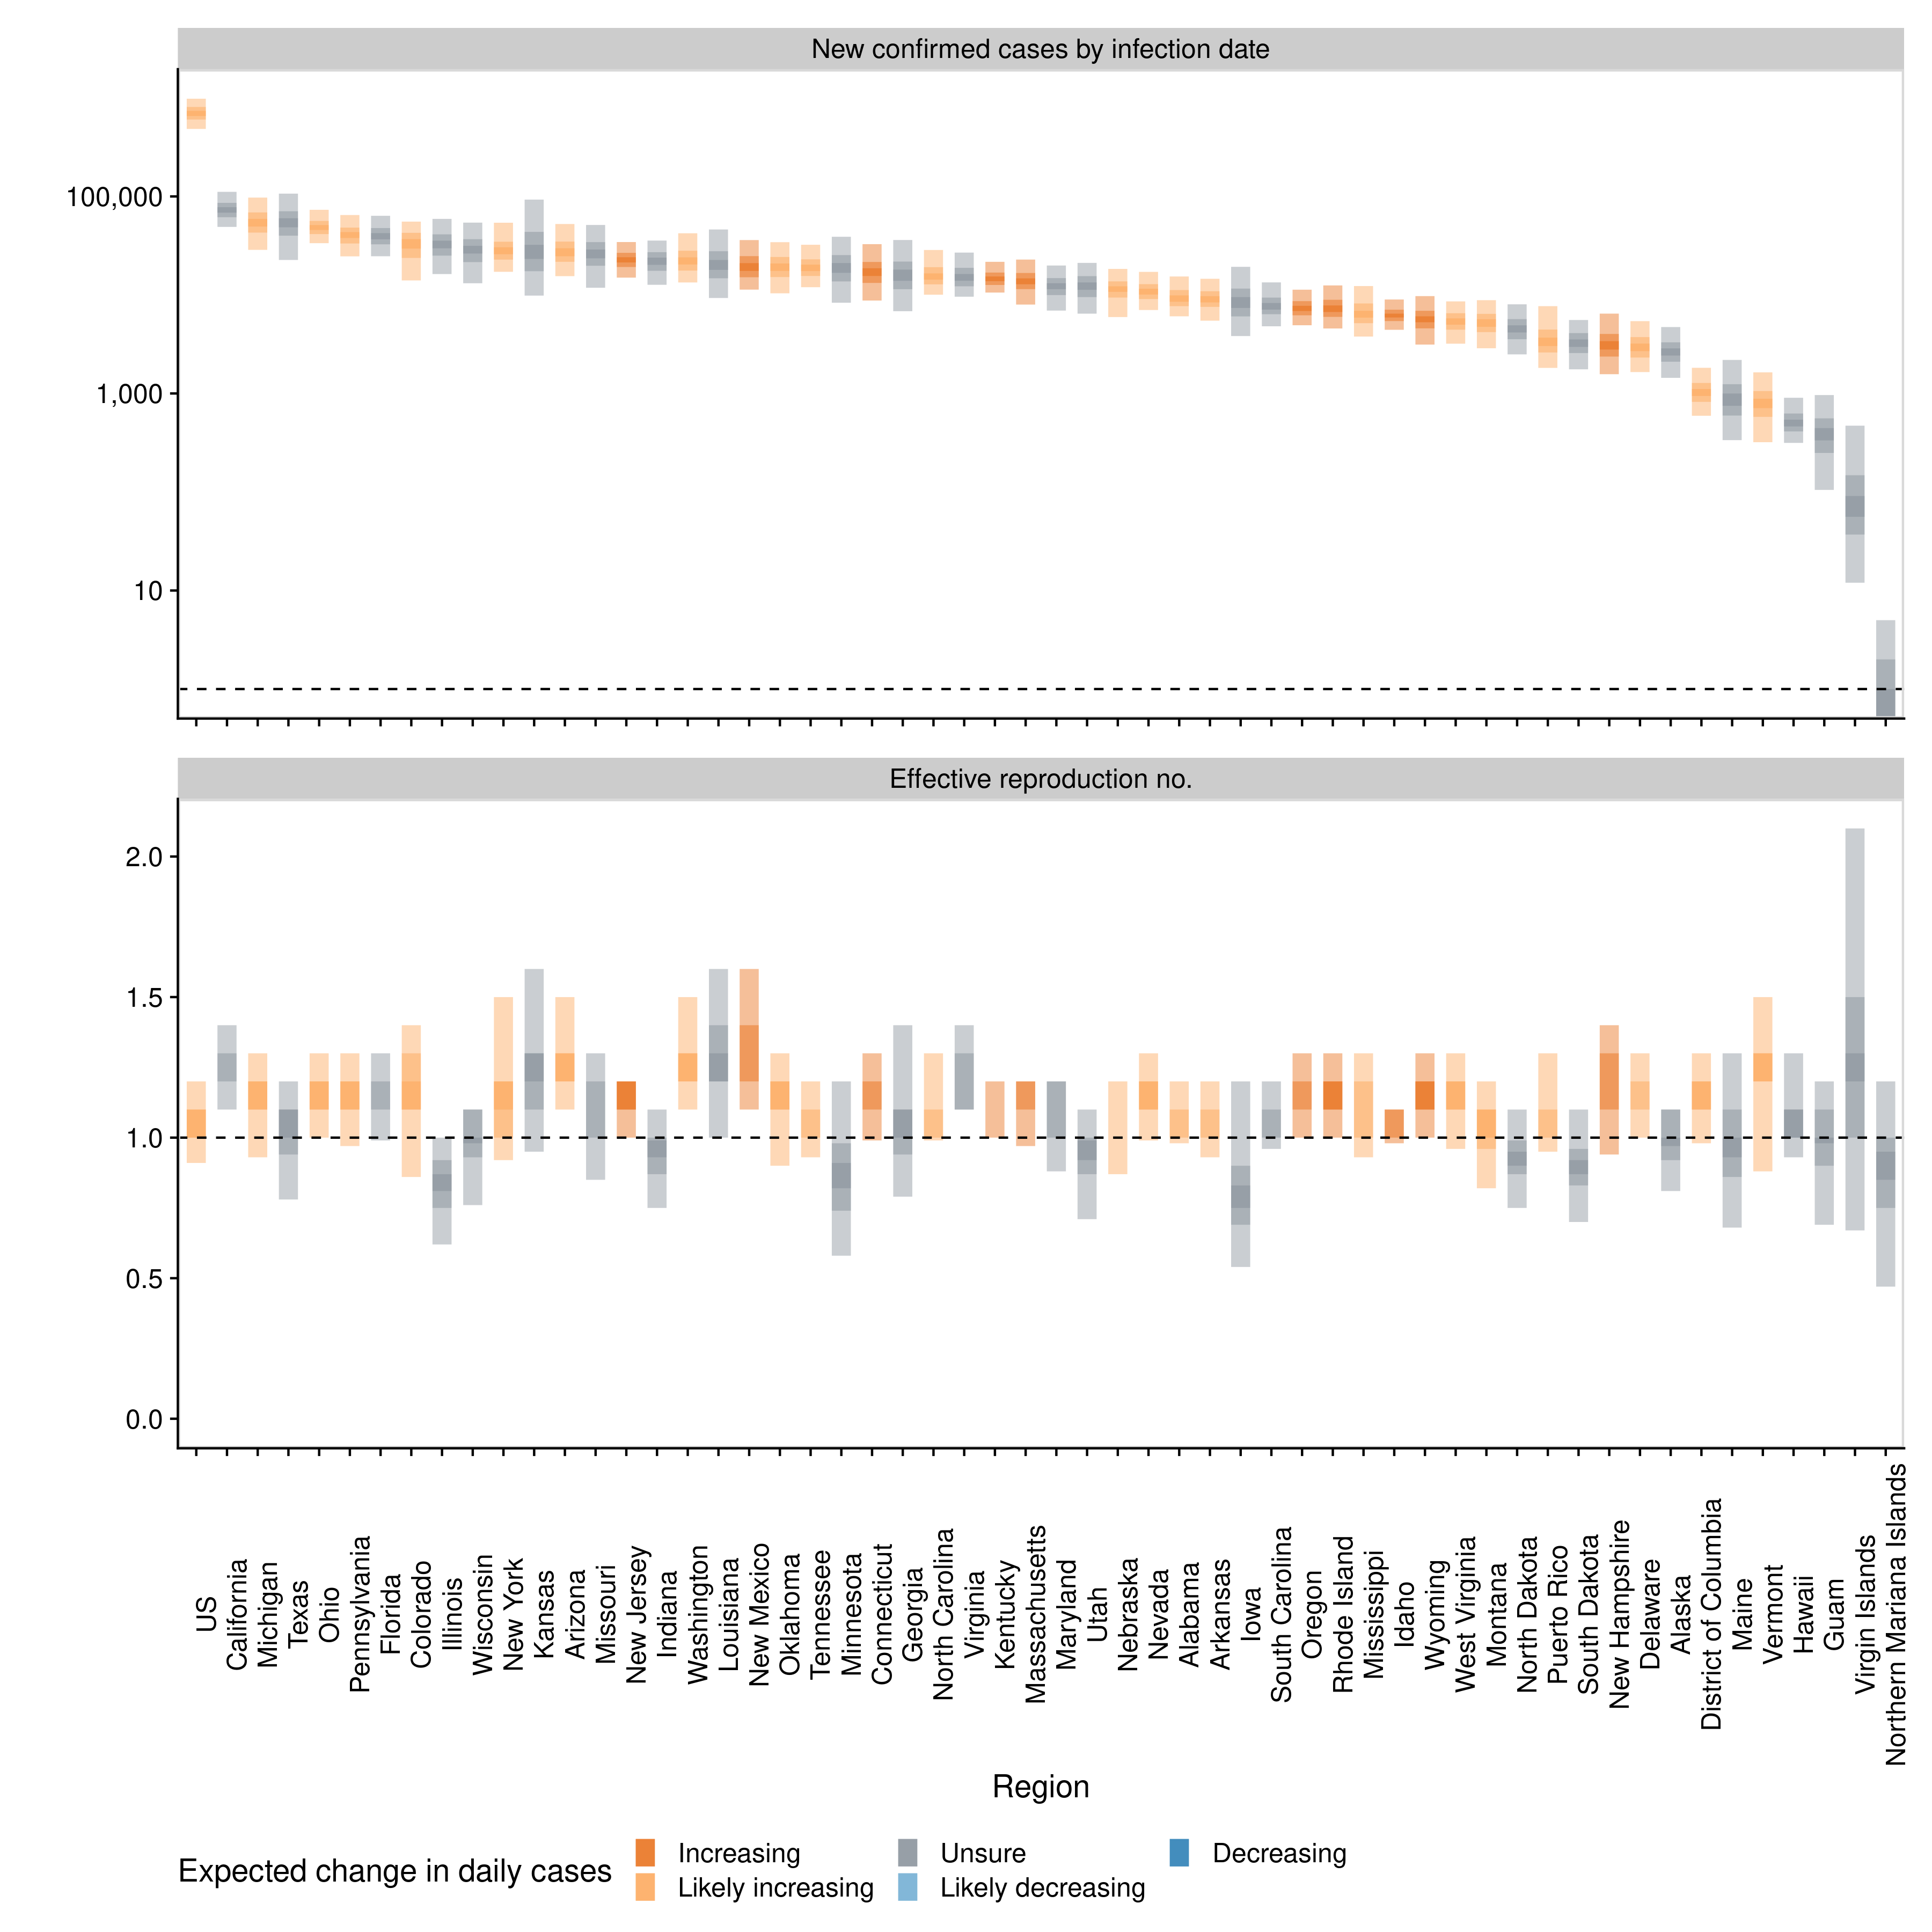 New confirmed cases by infection date
100,000
1,000
10
Effective reproduction no.
2.0
1.5
1.0
0.5
0.0
US
California
Michigan
Texas
Ohio
Pennsylvania
Florida
Colorado
Illinois
Wisconsin
New York
Kansas
Arizona
Missouri
New Jersey
Indiana
Washington
Louisiana
New Mexico
Oklahoma
Tennessee
Minnesota
Connecticut
Georgia
North Carolina
Virginia
Kentucky
Massachusetts
Maryland
Utah
Nebraska
Nevada
Alabama
Arkansas
Iowa
South Carolina
Oregon
Rhode Island
Mississippi
Idaho
Wyoming
West Virginia
Montana
North Dakota
Puerto Rico
South Dakota
New Hampshire
Delaware
Alaska
District of Columbia
Maine
Vermont
Hawaii
Guam
Virgin Islands
Northern Mariana Islands
Region
Expected change in daily cases
Increasing
Unsure
Decreasing
Likely increasing
Likely decreasing